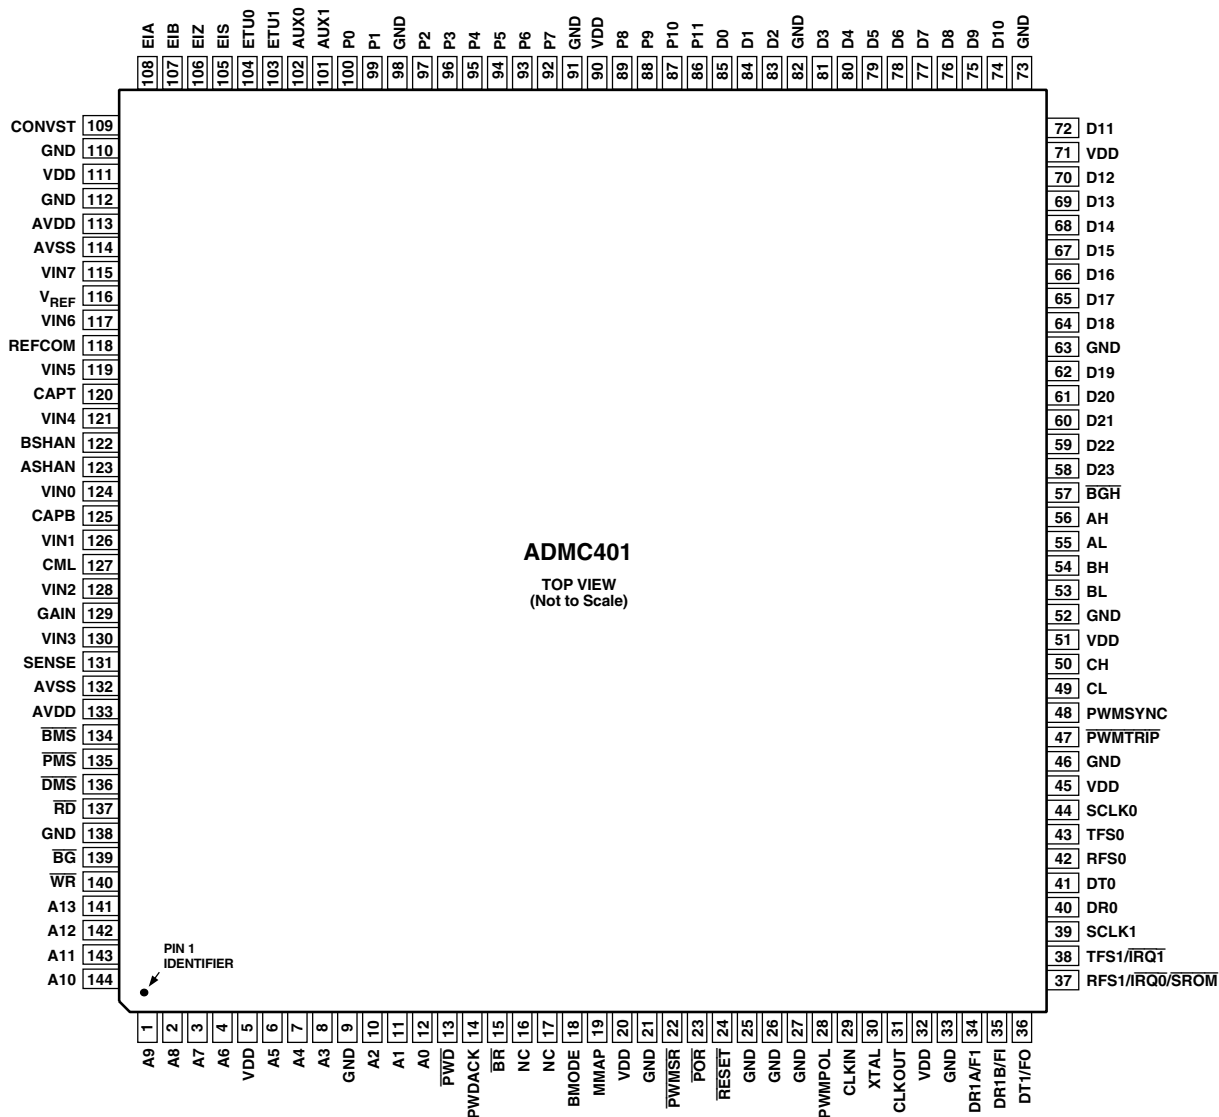 EIA EIB EIZ EIS ETU0 ETU1 AUX0 AUX1 P0 P1 GND P2 P3 P4 P5 P6 P7 GND VDD P8 P9 P10 P11 D0 D1 D2 GND D3 D4 D5 D6 D7 D8 D9 D10 GND
108 107 106 105 104 103 102 101 100 99 98 97 96 95 94 93 92 91 90 89 88 87 86 85 84 83 82 81 80 79 78 77 76 75 74 73
CONVST 109
GND 110
VDD 111
GND 112
AVDD 113
AVSS 114
VIN7 115
VREF 116
VIN6 117
REFCOM 118
VIN5 119
CAPT 120
VIN4 121
BSHAN 122
ASHAN 123
VIN0 124
CAPB 125
VIN1 126
CML 127
VIN2 128
GAIN 129
VIN3 130
SENSE 131
AVSS 132
AVDD 133
BMS 134
PMS 135
DMS 136
RD 137
GND 138
BG 139
WR 140
A13 141
A12 142
A11 143
A10 144
ADMC401
TOP VIEW
(Not to Scale)
PIN 1
IDENTIFIER
72 D11
71 VDD
70 D12
69 D13
68 D14
67 D15
66 D16
65 D17
64 D18
63 GND
62 D19
61 D20
60 D21
59 D22
58 D23
57 BGH
56 AH
55 AL
54 BH
53 BL
52 GND
51 VDD
50 CH
49 CL
48 PWMSYNC
47 PWMTRIP
46 GND
45 VDD
44 SCLK0
43 TFS0
42 RFS0
41 DT0
40 DR0
39 SCLK1
38 TFS1/IRQ1
37 RFS1/IRQ0/SROM
1 2 3 4 5 6 7 8 9 10 11 12 13 14 15 16 17 18 19 20 21 22 23 24 25 26 27 28 29 30 31 32 33 34 35 36
A9 A8 A7 A6 VDD A5 A4 A3 GND A2 A1 A0 PWD PWDACK BR NC NC BMODE MMAP VDD GND PWMSR POR RESET GND GND GND PWMPOL CLKIN XTAL CLKOUT VDD GND DR1A/F1 DR1B/FI DT1/FO